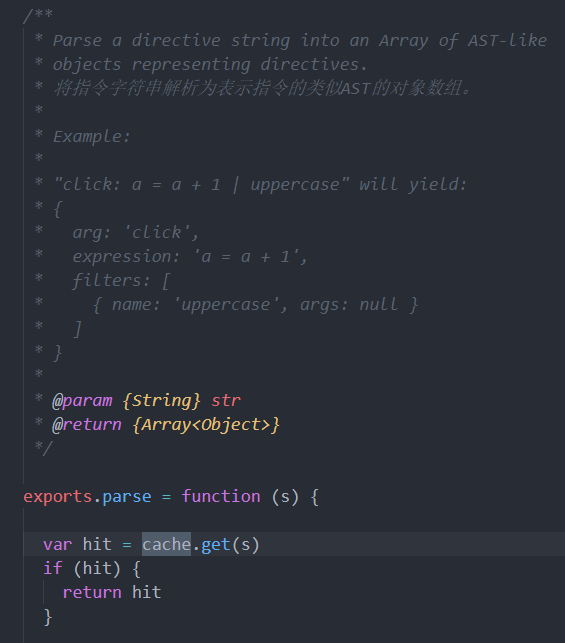 /**
 * Parse a directive string into an Array of AST-like
 * objects representing directives.
 * 将指令字符串解析为表示指令的类似AST的对象数组。
 *
 * Example:
 *
 * "click: a = a + 1 | uppercase" will yield:
 * {
 *   arg: 'click',
 *   expression: 'a = a + 1',
 *   filters: [
 *     { name: 'uppercase', args: null }
 *   ]
 * }
 *
 * @param {String} str
 * @return {Array<Object>}
 */
exports.parse = function (s) {
  var hit = cache.get(s)
  if (hit) {
    return hit
  }